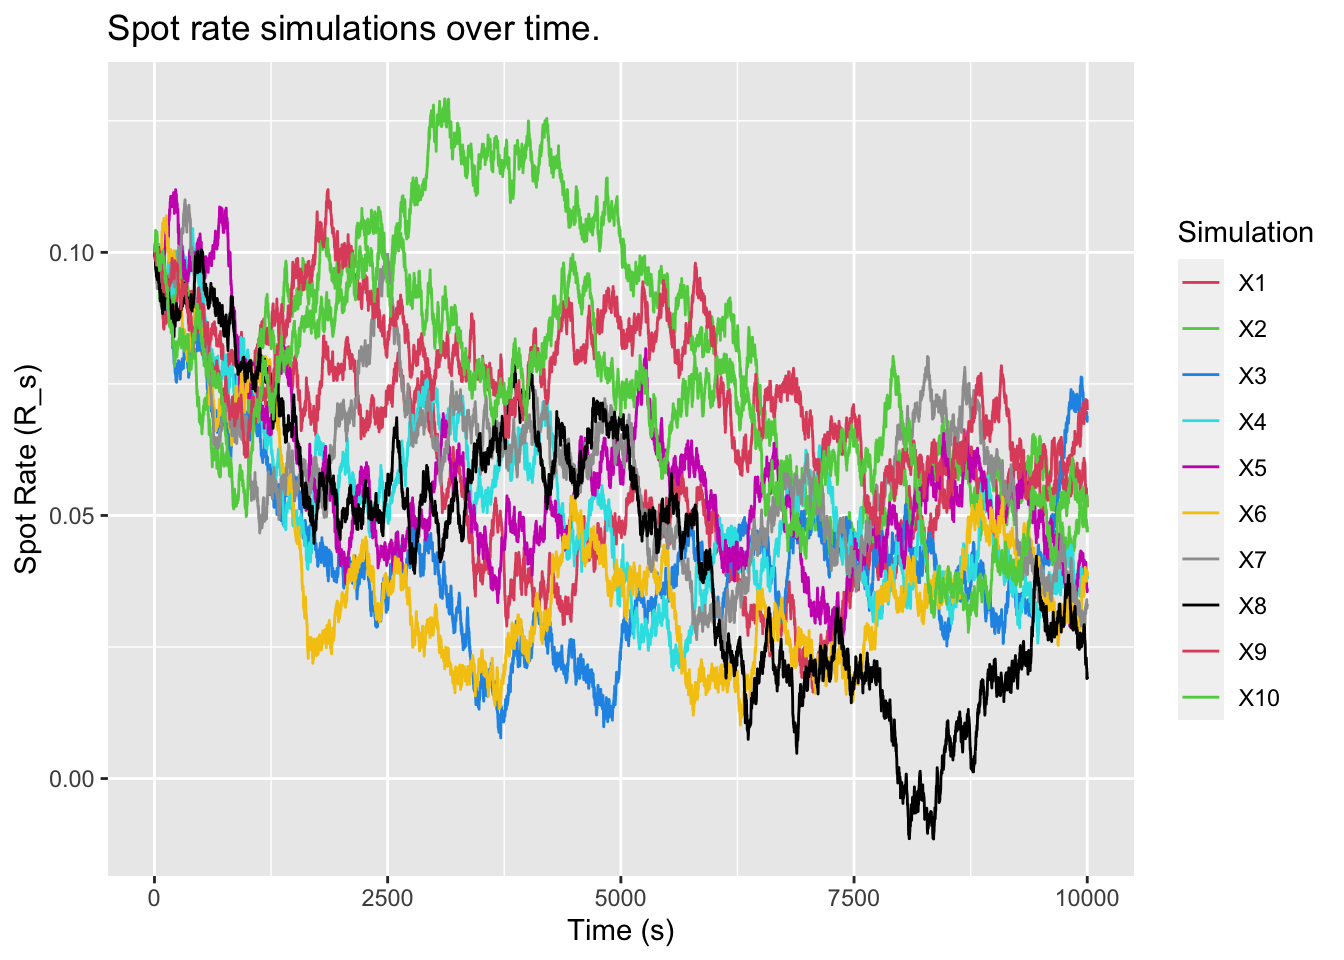 Spot rate simulations over time.
Spot Rate (R_s)
0.10
0.05
0.00
0
2500
5000
7500
10000
Time (s)
Simulation
X1
X2
X3
X4
X5
X6
X7
X8
X9
X10